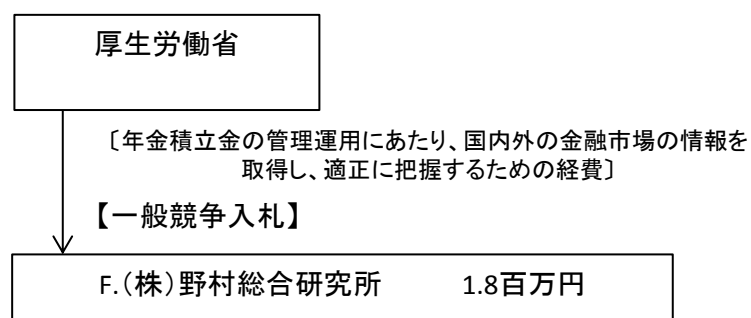 厚生労働省
〔年金積立金の管理運用にあたり、国内外の金融市場の情報を
取得し、適正に把握するための経費〕
【一般競争入札】
F.(株)野村総合研究所 1.8百万円